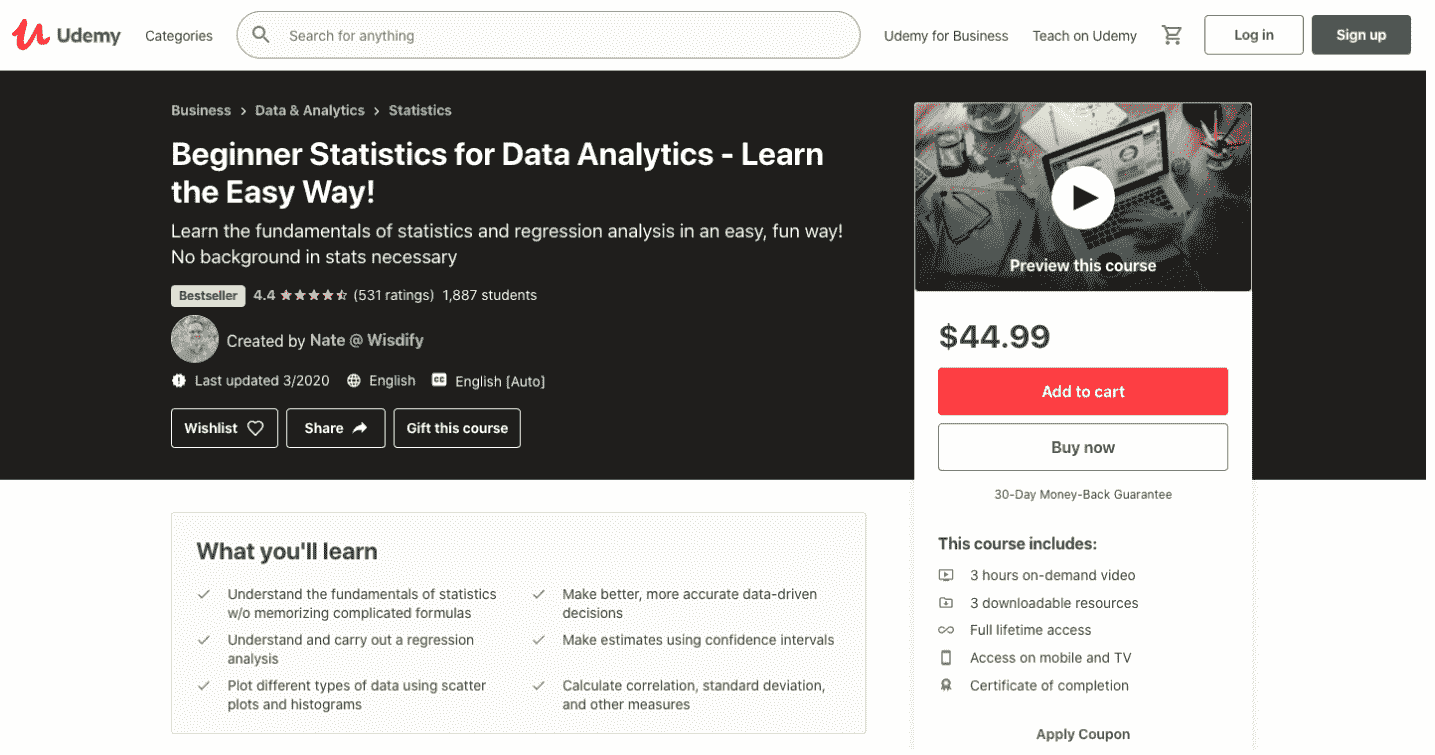 Udemy
Categories
Search for anything
Udemy for Business
Teach on Udemy
Log in
Sign up
Business > Data & Analytics > Statistics
Beginner Statistics for Data Analytics - Learn
the Easy Way!
Learn the fundamentals of statistics and regression analysis in an easy, fun way!
No background in stats necessary
Bestseller 4.4 (531 ratings) 1,887 students
Created by Nate @ Wisdify
Last updated 3/2020 English CC English [Auto]
Wishlist
Share
Gift this course
Preview this course
$44.99
Add to cart
Buy now
30-Day Money-Back Guarantee
This course includes:
3 hours on-demand video
3 downloadable resources
Full lifetime access
Access on mobile and TV
Certificate of completion
Apply Coupon
What you'll learn
Understand the fundamentals of statistics
w/o memorizing complicated formulas
Understand and carry out a regression
analysis
Plot different types of data using scatter
plots and histograms
Make better, more accurate data-driven
decisions
Make estimates using confidence intervals
Calculate correlation, standard deviation,
and other measures